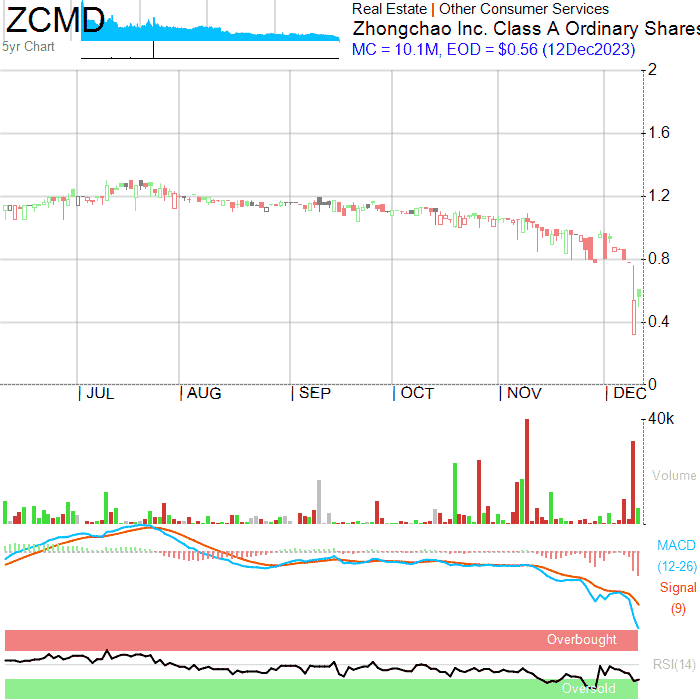 ZCMD
5yr Chart
Real Estate | Other Consumer Services
Zhongchao Inc. Class A Ordinary Shares
MC = 10.1M, EOD = $0.56 (12Dec2023)
2
1.6
1.2
0.8
0.4
0
| JUL | AUG | SEP | OCT | NOV | DEC
40k
Volume
MACD
(12-26)
Signal
(9)
Overbought
RSI(14)
Oversold